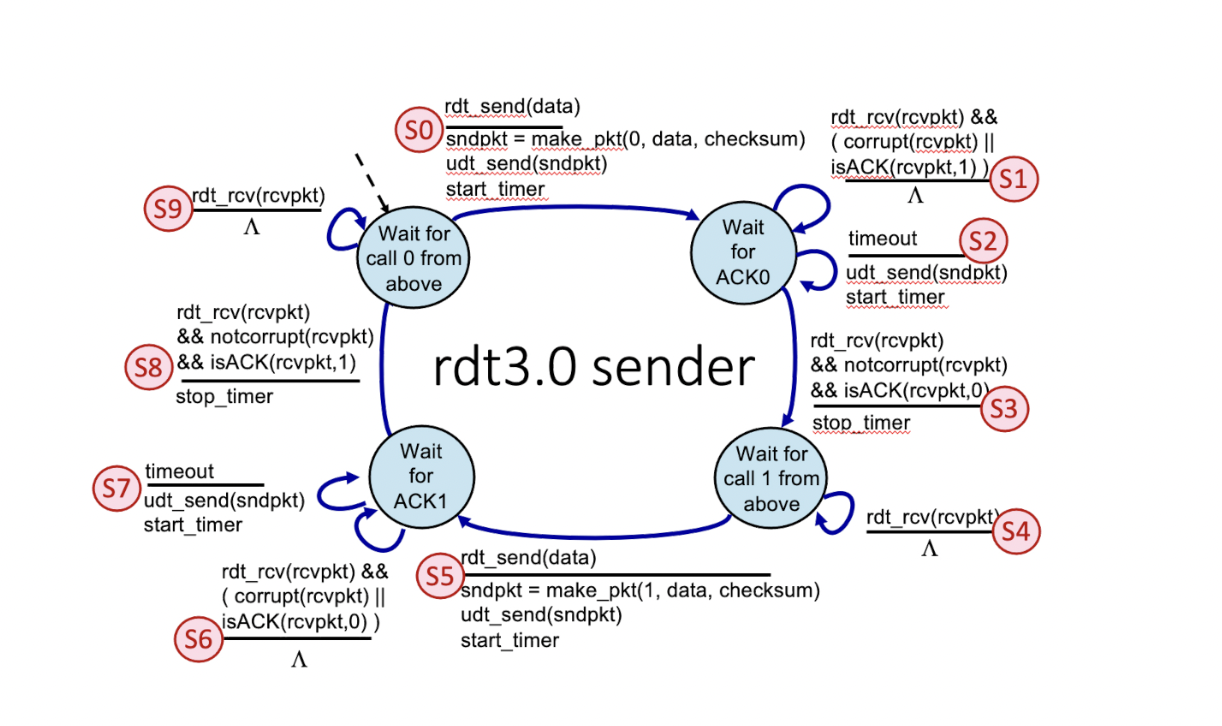 rdt_send(data)
S0
sndpkt = make_pkt(0, data, checksum)
udt_send(sndpkt)
start_timer
rdt_rcv(rcvpkt) &&
( corrupt(rcvpkt) ||
isACK(rcvpkt,1) )
S1
Λ
S9
rdt_rcv(rcvpkt)
Λ
Wait for
call 0 from
above
Wait
for
ACK0
timeout
S2
udt_send(sndpkt)
start_timer
rdt_rcv(rcvpkt)
&& notcorrupt(rcvpkt)
&& isACK(rcvpkt,1)
S8
stop_timer
rdt3.0 sender
rdt_rcv(rcvpkt)
&& notcorrupt(rcvpkt)
&& isACK(rcvpkt,0)
S3
stop_timer
Wait
for
ACK1
Wait for
call 1 from
above
S7
timeout
udt_send(sndpkt)
start_timer
rdt_rcv(rcvpkt)
S4
Λ
rdt_rcv(rcvpkt) &&
( corrupt(rcvpkt) ||
isACK(rcvpkt,0) )
S6
Λ
rdt_send(data)
S5
sndpkt = make_pkt(1, data, checksum)
udt_send(sndpkt)
start_timer